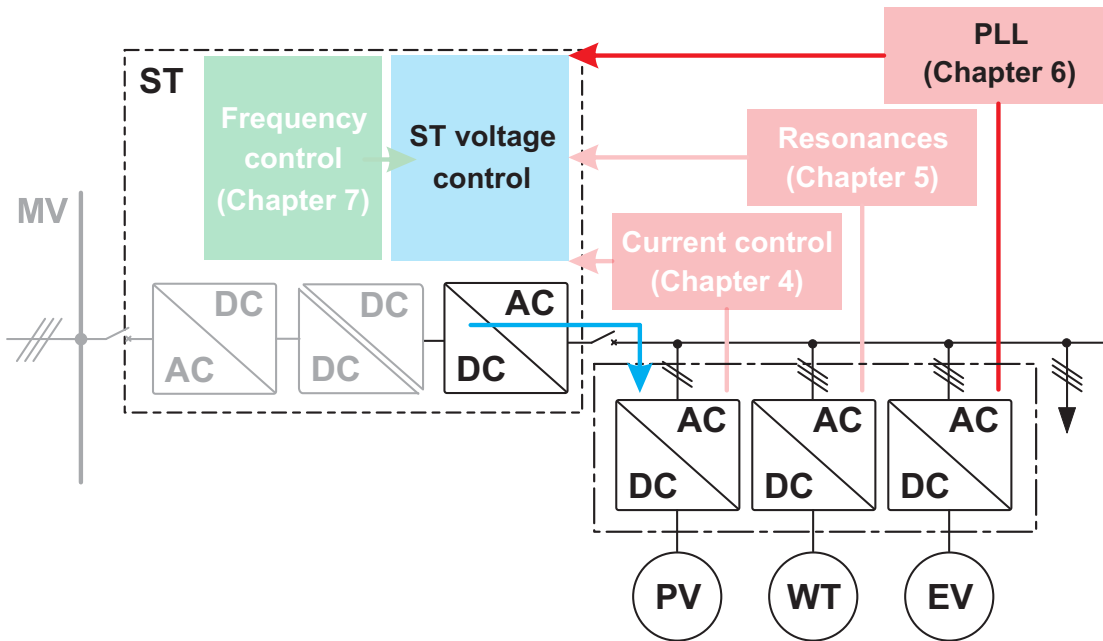 PLL
(Chapter 6)
ST
Frequency
control
(Chapter 7)
ST voltage
control
Resonances
(Chapter 5)
Current control
(Chapter 4)
MV
DC
AC
DC
DC
AC
DC
AC
DC
AC
DC
AC
DC
PV
WT
EV